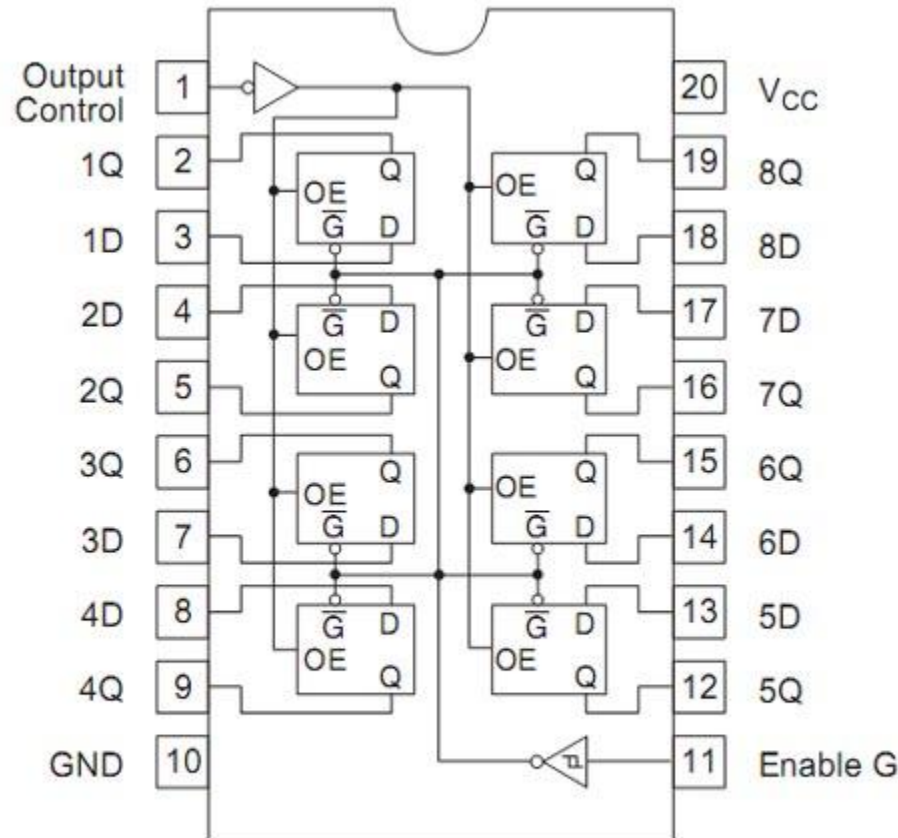 Output
Control
1
20
VCC
1Q
2
19
8Q
1D
3
18
8D
2D
4
17
7D
2Q
5
16
7Q
3Q
6
15
6Q
3D
7
14
6D
4D
8
13
5D
4Q
9
12
5Q
GND
10
11
Enable G
Q
OE
G̅ D
Q
OE
G̅ D
G̅ D
OE
Q
G̅ D
OE
Q
Q
OE
G̅ D
Q
OE
G̅ D
G̅ D
OE
Q
G̅ D
OE
Q